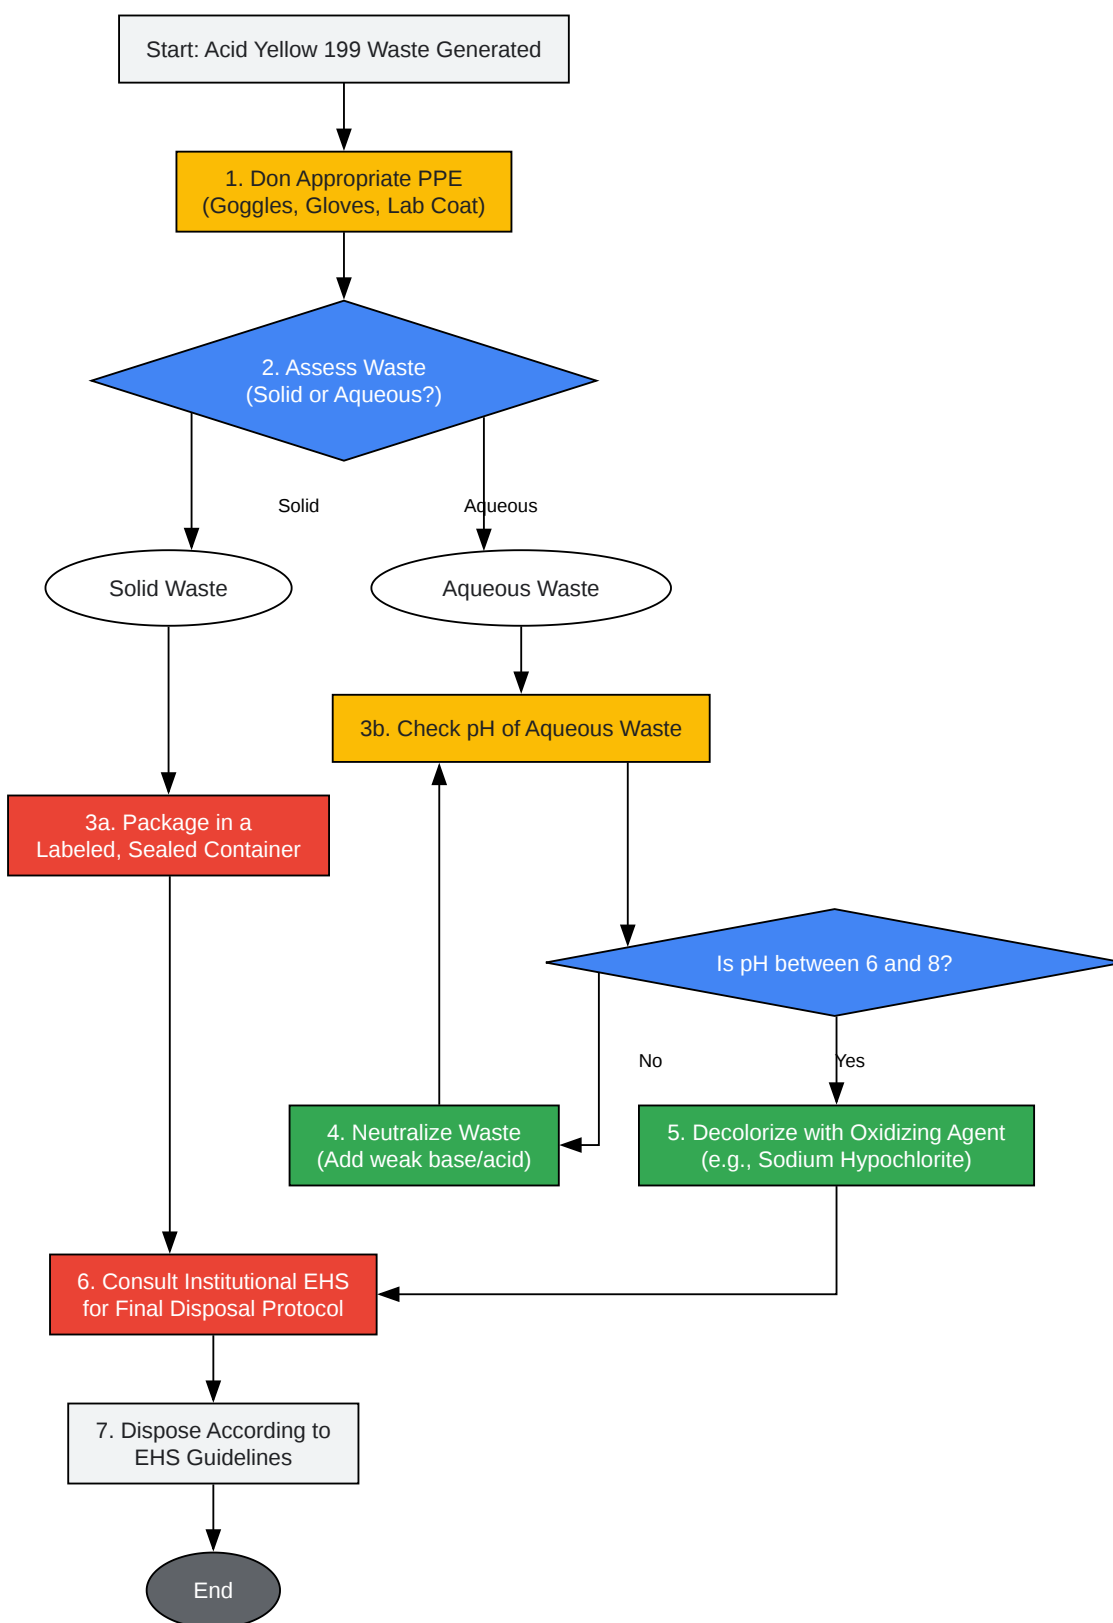 Start: Acid Yellow 199 Waste Generated
1. Don Appropriate PPE
(Goggles, Gloves, Lab Coat)
2. Assess Waste
(Solid or Aqueous?)
Solid
Aqueous
Solid Waste
Aqueous Waste
3b. Check pH of Aqueous Waste
3a. Package in a
Labeled, Sealed Container
Is pH between 6 and 8?
No
Yes
4. Neutralize Waste
(Add weak base/acid)
5. Decolorize with Oxidizing Agent
(e.g., Sodium Hypochlorite)
6. Consult Institutional EHS
for Final Disposal Protocol
7. Dispose According to
EHS Guidelines
End